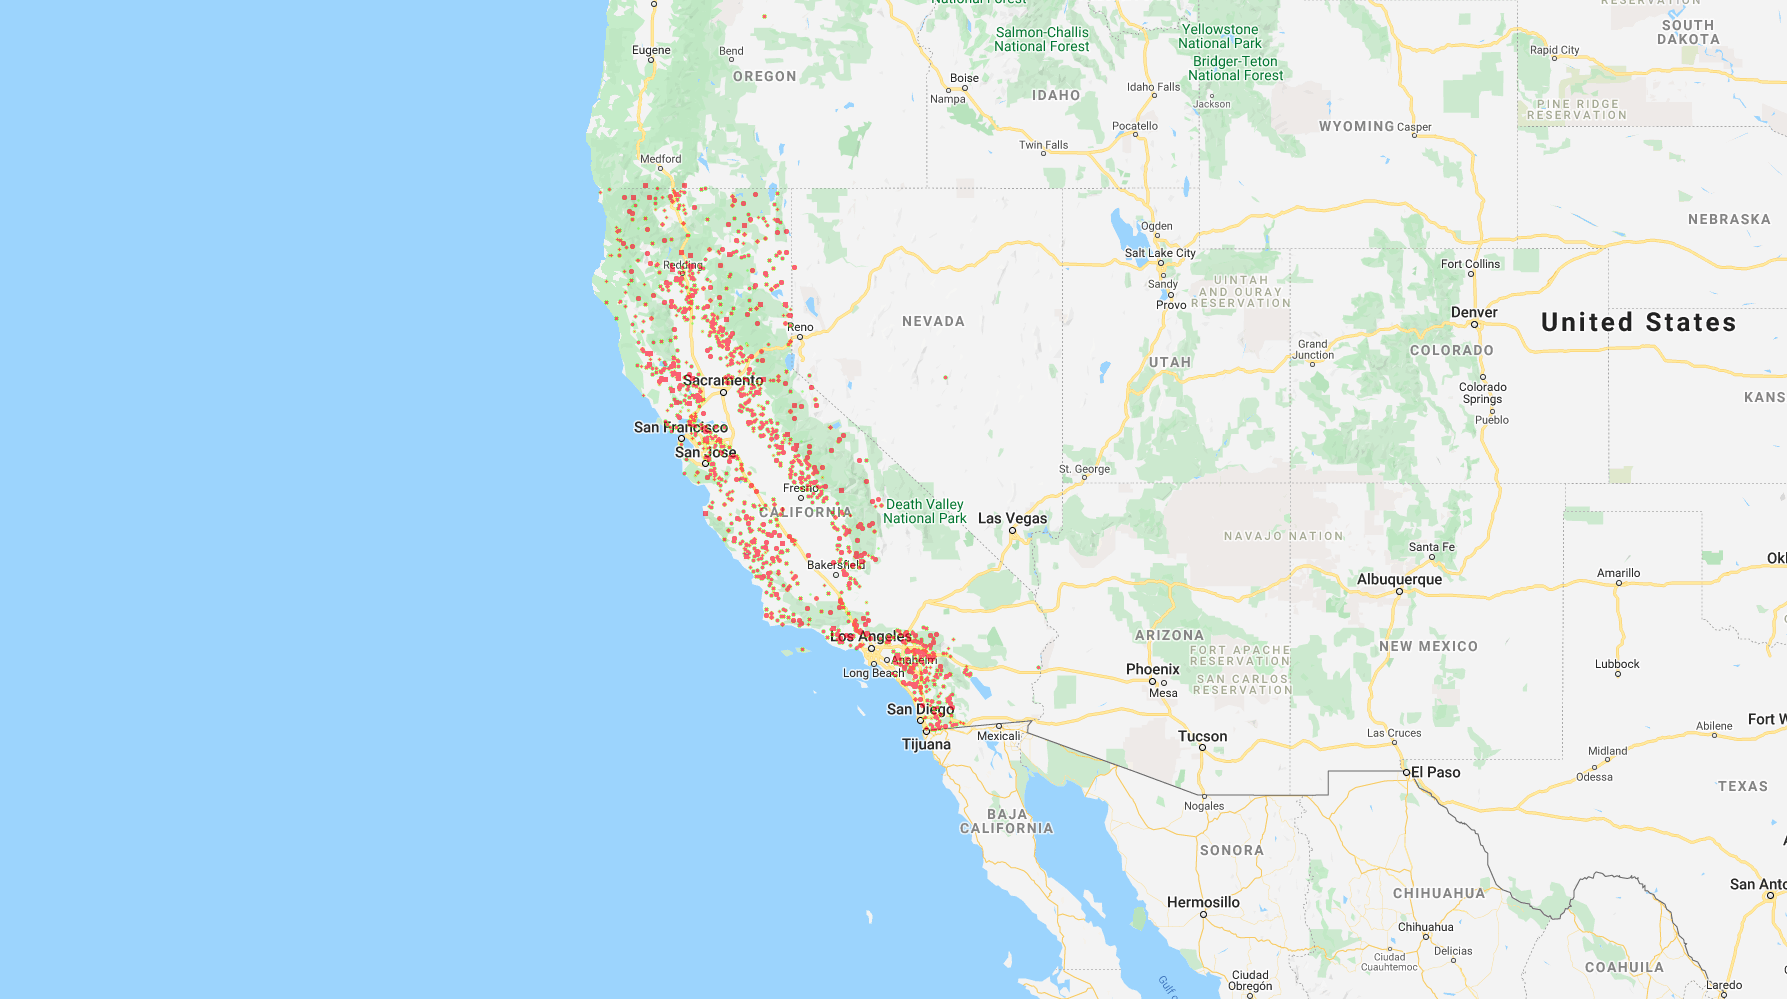 National Forest
RESERVATION
Salmon-Challis
National Forest
Yellowstone
National Park
SOUTH
DAKOTA
Eugene
Bend
Rapid City
Bridger-Teton
National Forest
OREGON
Boise
Nampa
IDAHO
Idaho Falls
Jackson
PINE RIDGE
RESERVATION
Pocatello
WYOMING
Casper
Twin Falls
Medford
NEBRASKA
Ogden
Salt Lake City
Redding
Fort Collins
Sandy
Provo
UINTAH
AND OURAY
RESERVATION
Denver
United States
NEVADA
Reno
Grand
Junction
COLORADO
UTAH
Sacramento
Colorado
Springs
KANS
Pueblo
San Francisco
San Jose
St. George
Fresno
CALIFORNIA
Death Valley
National Park
Las Vegas
NAVAJO NATION
Santa Fe
Bakersfield
Albuquerque
Amarillo
Okl
Los Angeles
Anaheim
Long Beach
ARIZONA
FORT APACHE
RESERVATION
NEW MEXICO
Phoenix
Mesa
SAN CARLOS
RESERVATION
Lubbock
San Diego
Tijuana
Mexicali
Tucson
Las Cruces
Abilene
Fort W
Midland
Odessa
El Paso
TEXAS
Nogales
BAJA
CALIFORNIA
SONORA
CHIHUAHUA
San Anto
Hermosillo
Chihuahua
Delicias
Ciudad
Cuauhtemoc
COAHUILA
Ciudad
Obregón
Laredo
Gulf